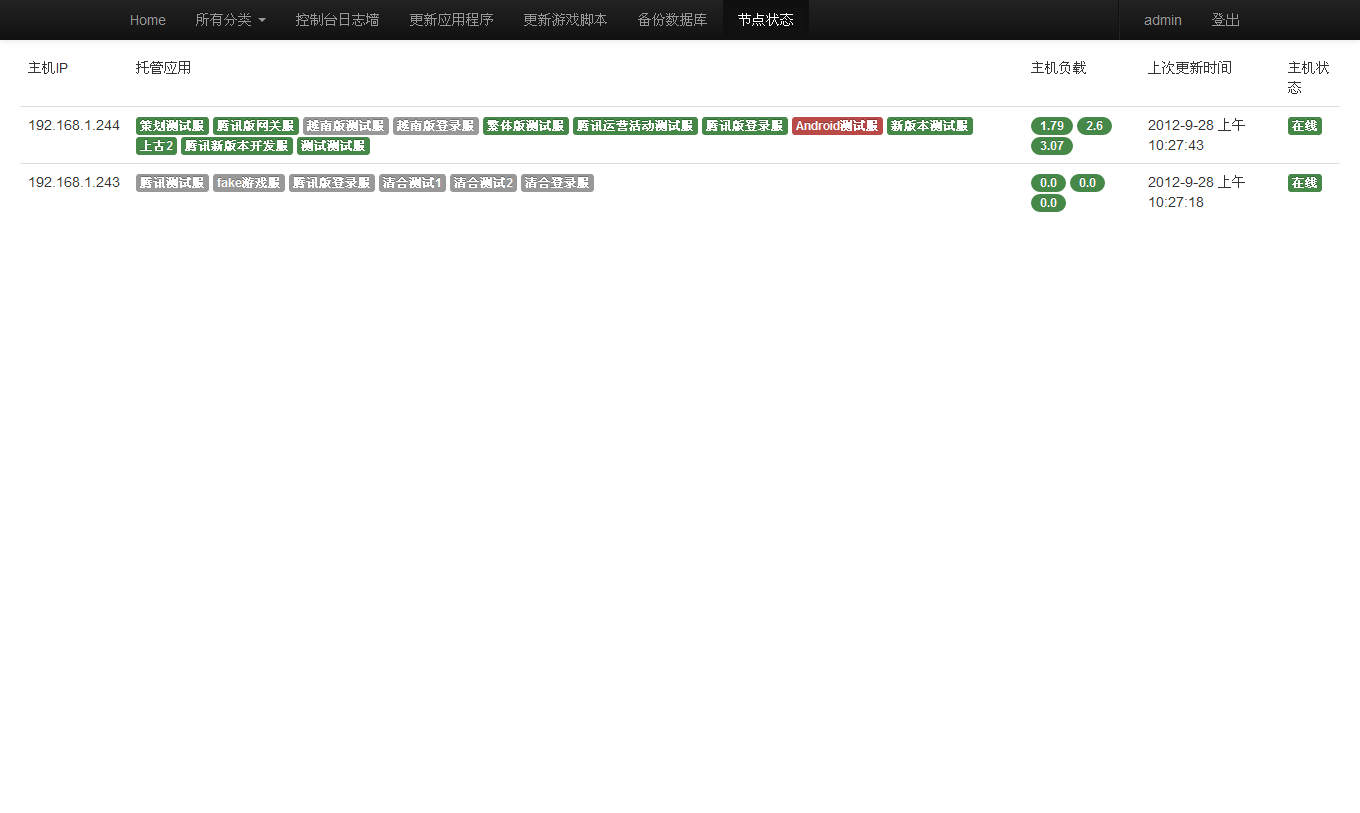 Home 所有分类 控制台日志墙 更新应用程序 更新游戏脚本 备份数据库 节点状态 admin 登出
主机IP 托管应用 主机负载 上次更新时间 主机状
态
192.168.1.244 策划测试服 腾讯版网关服 越南版测试服 越南版登录服 繁体版测试服 腾讯运营活动测试服 腾讯版登录服 Android测试服 新版本测试服 1.79 2.6 2012-9-28 上午 在线
上古2 腾讯新版本开发服 测试测试服 3.07 10:27:43
192.168.1.243 腾讯测试服 fake游戏服 腾讯版登录服 清合测试1 清合测试2 清合登录服 0.0 0.0 2012-9-28 上午 在线
0.0 10:27:18